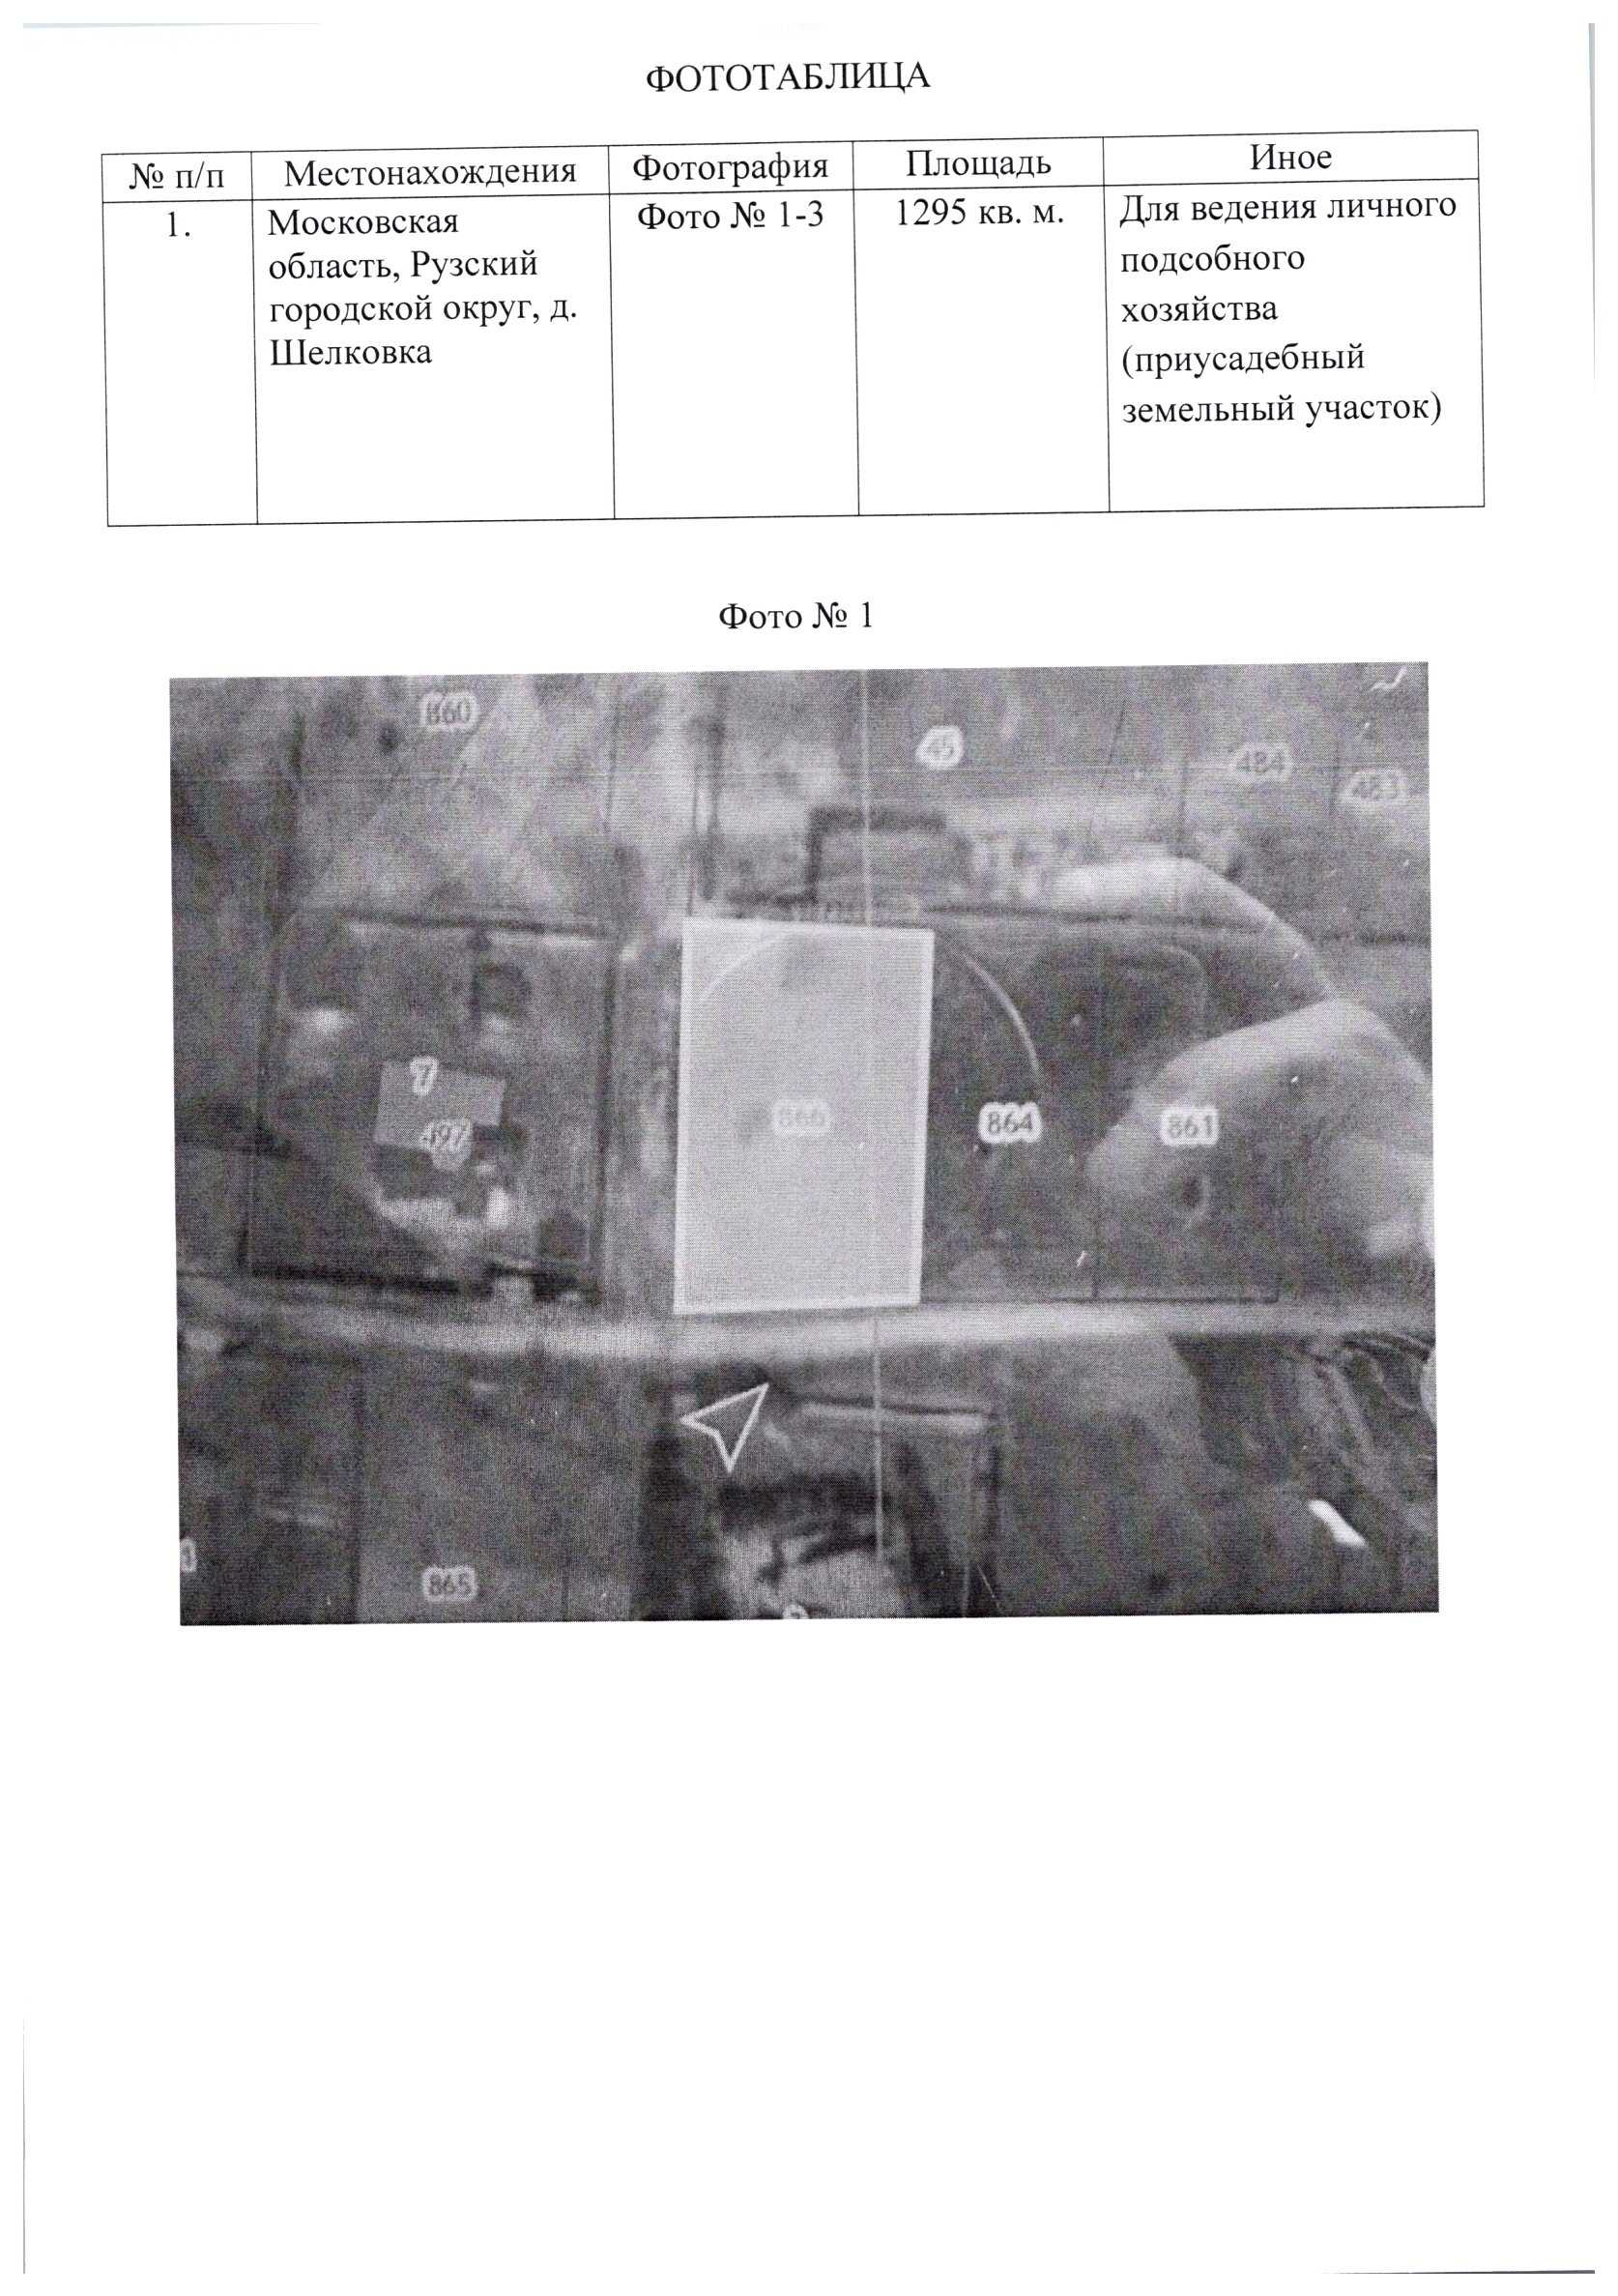 ФОТОТАБЛИЦА
№ п/п Местонахождения Фотография Площадь Иное
1.
Московская
область, Рузский
городской округ, д.
Шелковка
Фото № 1-3
1295 кв. м.
Для ведения личного
подсобного
хозяйства
(приусадебный
земельный участок)
Фото № 1
860
45
484
483
7
497
866
864
861
865